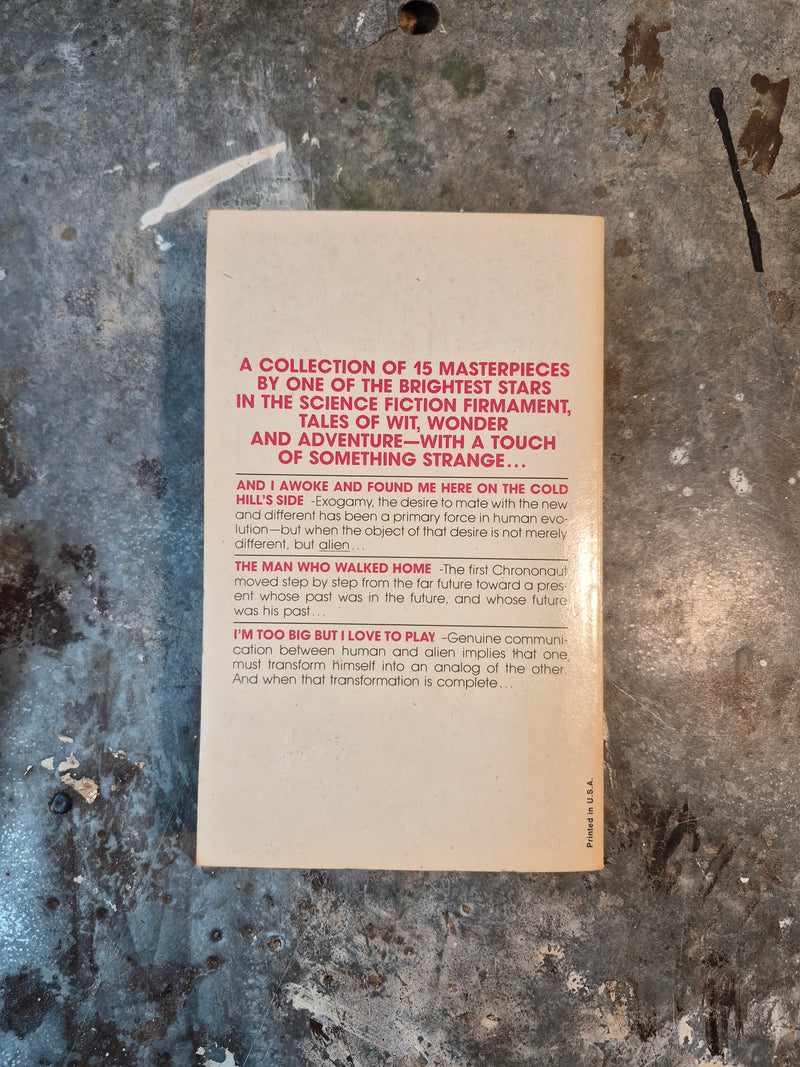 A COLLECTION OF 15 MASTERPIECES
BY ONE OF THE BRIGHTEST STARS
IN THE SCIENCE FICTION FIRMAMENT,
TALES OF WIT, WONDER
AND ADVENTURE—WITH A TOUCH
OF SOMETHING STRANGE...
AND I AWOKE AND FOUND ME HERE ON THE COLD
HILL'S SIDE -Exogamy, the desire to mate with the new
and different has been a primary force in human evo-
lution—but when the object of that desire is not merely
different, but alien...
THE MAN WHO WALKED HOME -The first Chrononaut
moved step by step from the far future toward a pres-
ent whose past was in the future, and whose future
was his past...
I'M TOO BIG BUT I LOVE TO PLAY -Genuine communi-
cation between human and alien implies that one
must transform himself into an analog of the other.
And when that transformation is complete...
Printed in U.S.A.